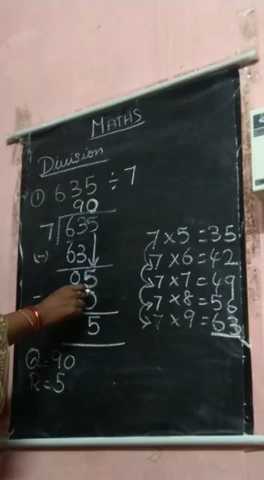 MATHS
Division
① 635 ÷ 7
90
7 635
(-) 63
05
- 0
5
Q = 90
R = 5
7 × 5 = 35
7 × 6 = 42
7 × 7 = 49
7 × 8 = 56
7 × 9 = 63